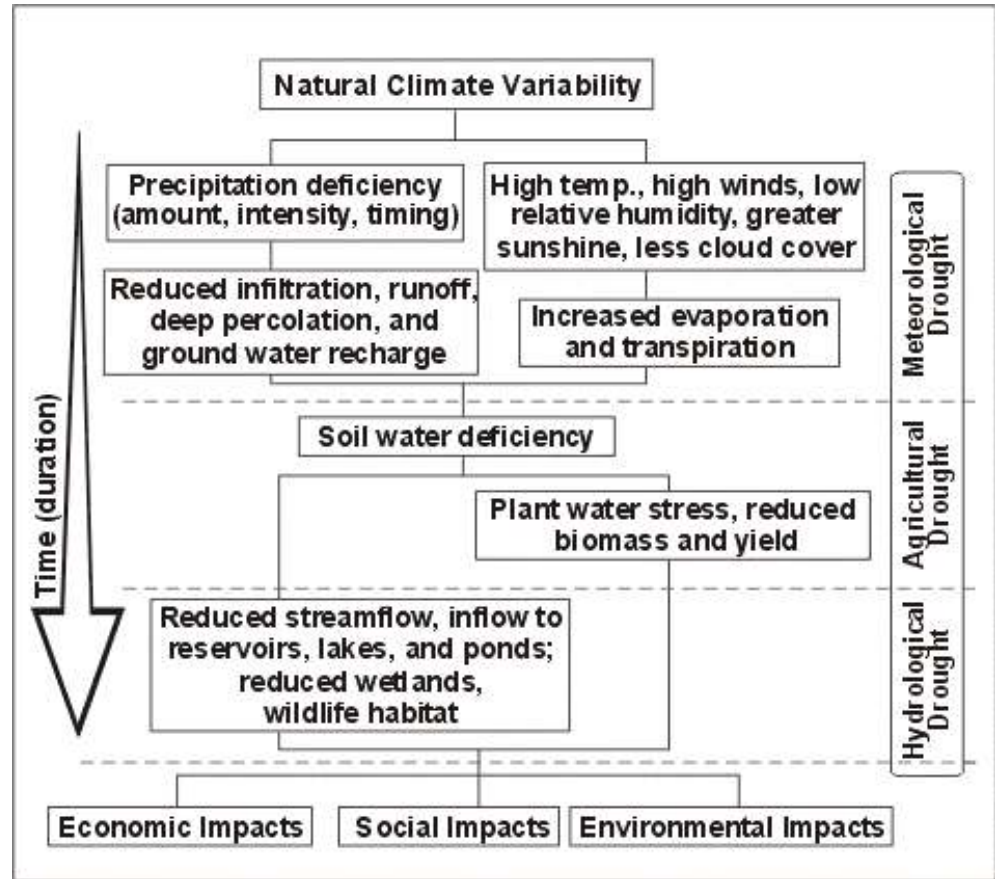 Natural Climate Variability
Precipitation deficiency
(amount, intensity, timing)
High temp., high winds, low
relative humidity, greater
sunshine, less cloud cover
Reduced infiltration, runoff,
deep percolation, and
ground water recharge
Increased evaporation
and transpiration
Soil water deficiency
Plant water stress, reduced
biomass and yield
Reduced streamflow, inflow to
reservoirs, lakes, and ponds;
reduced wetlands,
wildlife habitat
Economic Impacts
Social Impacts
Environmental Impacts
Time (duration)
Meteorological
Drought
Agricultural
Drought
Hydrological
Drought